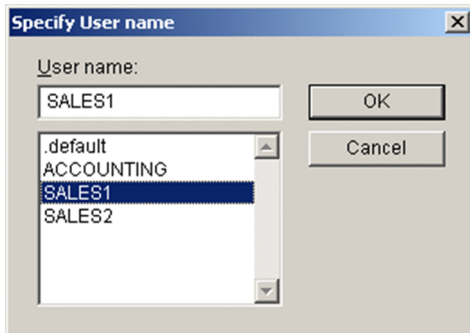 Specify User name
User name:
SALES1
OK
.default
Cancel
ACCOUNTING
SALES1
SALES2